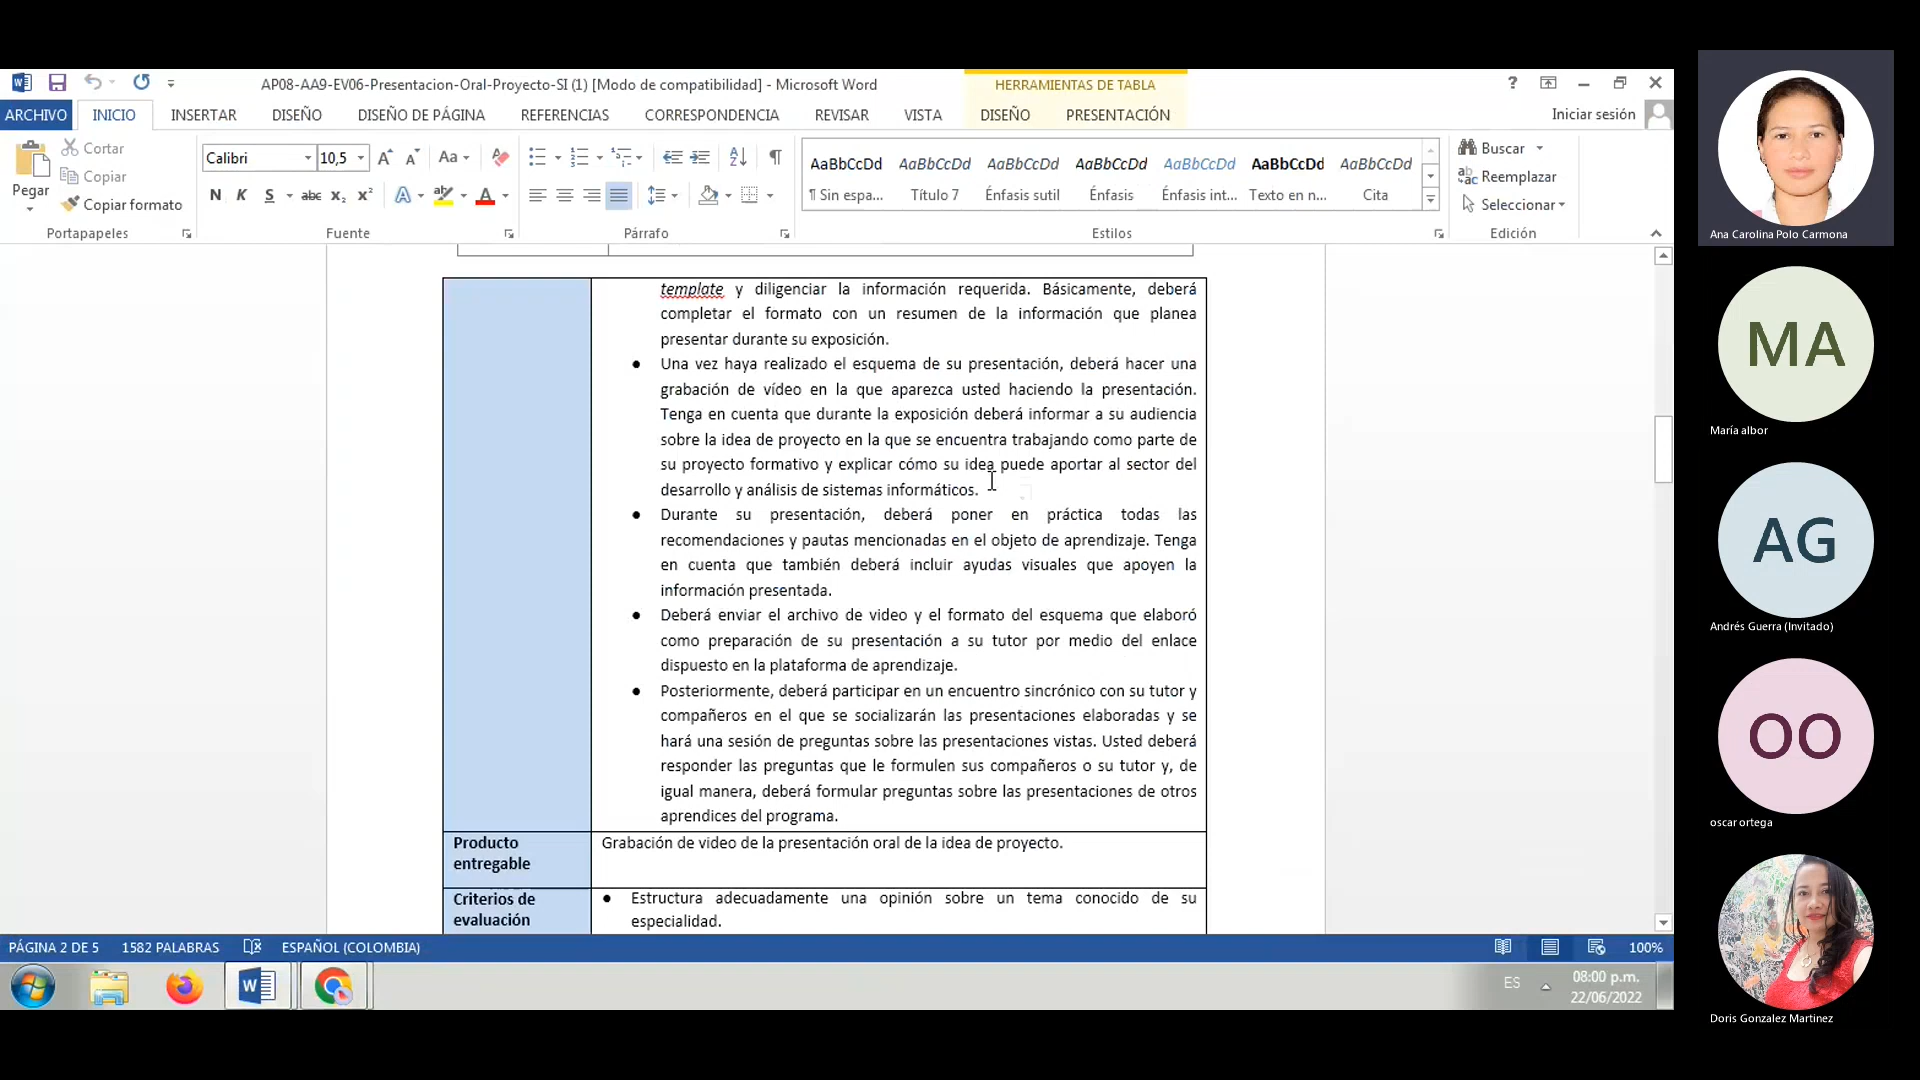 AP08-AA9-EV06-Presentacion-Oral-Proyecto-SI (1) [Modo de compatibilidad] - Microsoft Word
HERRAMIENTAS DE TABLA
?
ARCHIVO INICIO INSERTAR DISEÑO DISEÑO DE PÁGINA REFERENCIAS CORRESPONDENCIA REVISAR VISTA DISEÑO PRESENTACIÓN Iniciar sesión
Pegar
Cortar
Copiar
Copiar formato
Portapapeles
Calibri 10,5
Aa
N K S abc x₂ x²
Fuente
Párrafo
AaBbCcDd AaBbCcDd AaBbCcDd AaBbCcDd AaBbCcDd AaBbCcDd AaBbCcDd
¶ Sin espa... Título 7 Énfasis sutil Énfasis Énfasis int... Texto en n... Cita
Estilos
Buscar
Reemplazar
Seleccionar
Edición
template y diligenciar la información requerida. Básicamente, deberá
completar el formato con un resumen de la información que planea
presentar durante su exposición.
● Una vez haya realizado el esquema de su presentación, deberá hacer una
grabación de vídeo en la que aparezca usted haciendo la presentación.
Tenga en cuenta que durante la exposición deberá informar a su audiencia
sobre la idea de proyecto en la que se encuentra trabajando como parte de
su proyecto formativo y explicar cómo su idea puede aportar al sector del
desarrollo y análisis de sistemas informáticos.
● Durante su presentación, deberá poner en práctica todas las
recomendaciones y pautas mencionadas en el objeto de aprendizaje. Tenga
en cuenta que también deberá incluir ayudas visuales que apoyen la
información presentada.
● Deberá enviar el archivo de video y el formato del esquema que elaboró
como preparación de su presentación a su tutor por medio del enlace
dispuesto en la plataforma de aprendizaje.
● Posteriormente, deberá participar en un encuentro sincrónico con su tutor y
compañeros en el que se socializarán las presentaciones elaboradas y se
hará una sesión de preguntas sobre las presentaciones vistas. Usted deberá
responder las preguntas que le formulen sus compañeros o su tutor y, de
igual manera, deberá formular preguntas sobre las presentaciones de otros
aprendices del programa.
Producto
entregable
Grabación de video de la presentación oral de la idea de proyecto.
Criterios de
evaluación
● Estructura adecuadamente una opinión sobre un tema conocido de su
especialidad.
PÁGINA 2 DE 5 1582 PALABRAS ESPAÑOL (COLOMBIA) 100%
ES
08:00 p.m.
22/06/2022
Ana Carolina Polo Carmona
MA
María albor
AG
Andrés Guerra (Invitado)
OO
oscar ortega
Doris Gonzalez Martinez